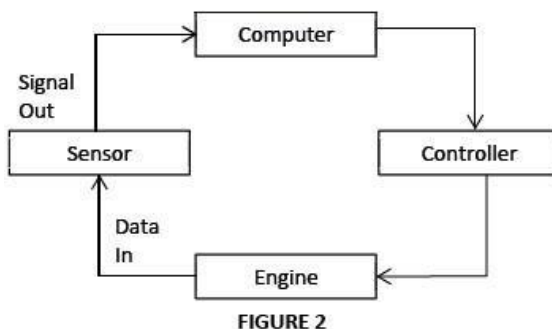 Computer
Signal
Out
Sensor
Controller
Data
In
Engine
FIGURE 2